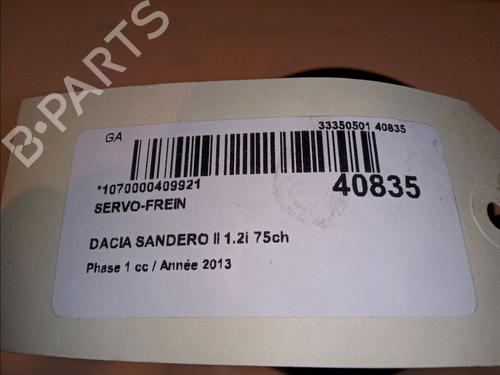 B-PARTS
GA
33350501 40835
*1070000409921
40835
SERVO-FREIN
DACIA SANDERO II 1.2i 75ch
Phase 1 cc / Année 2013